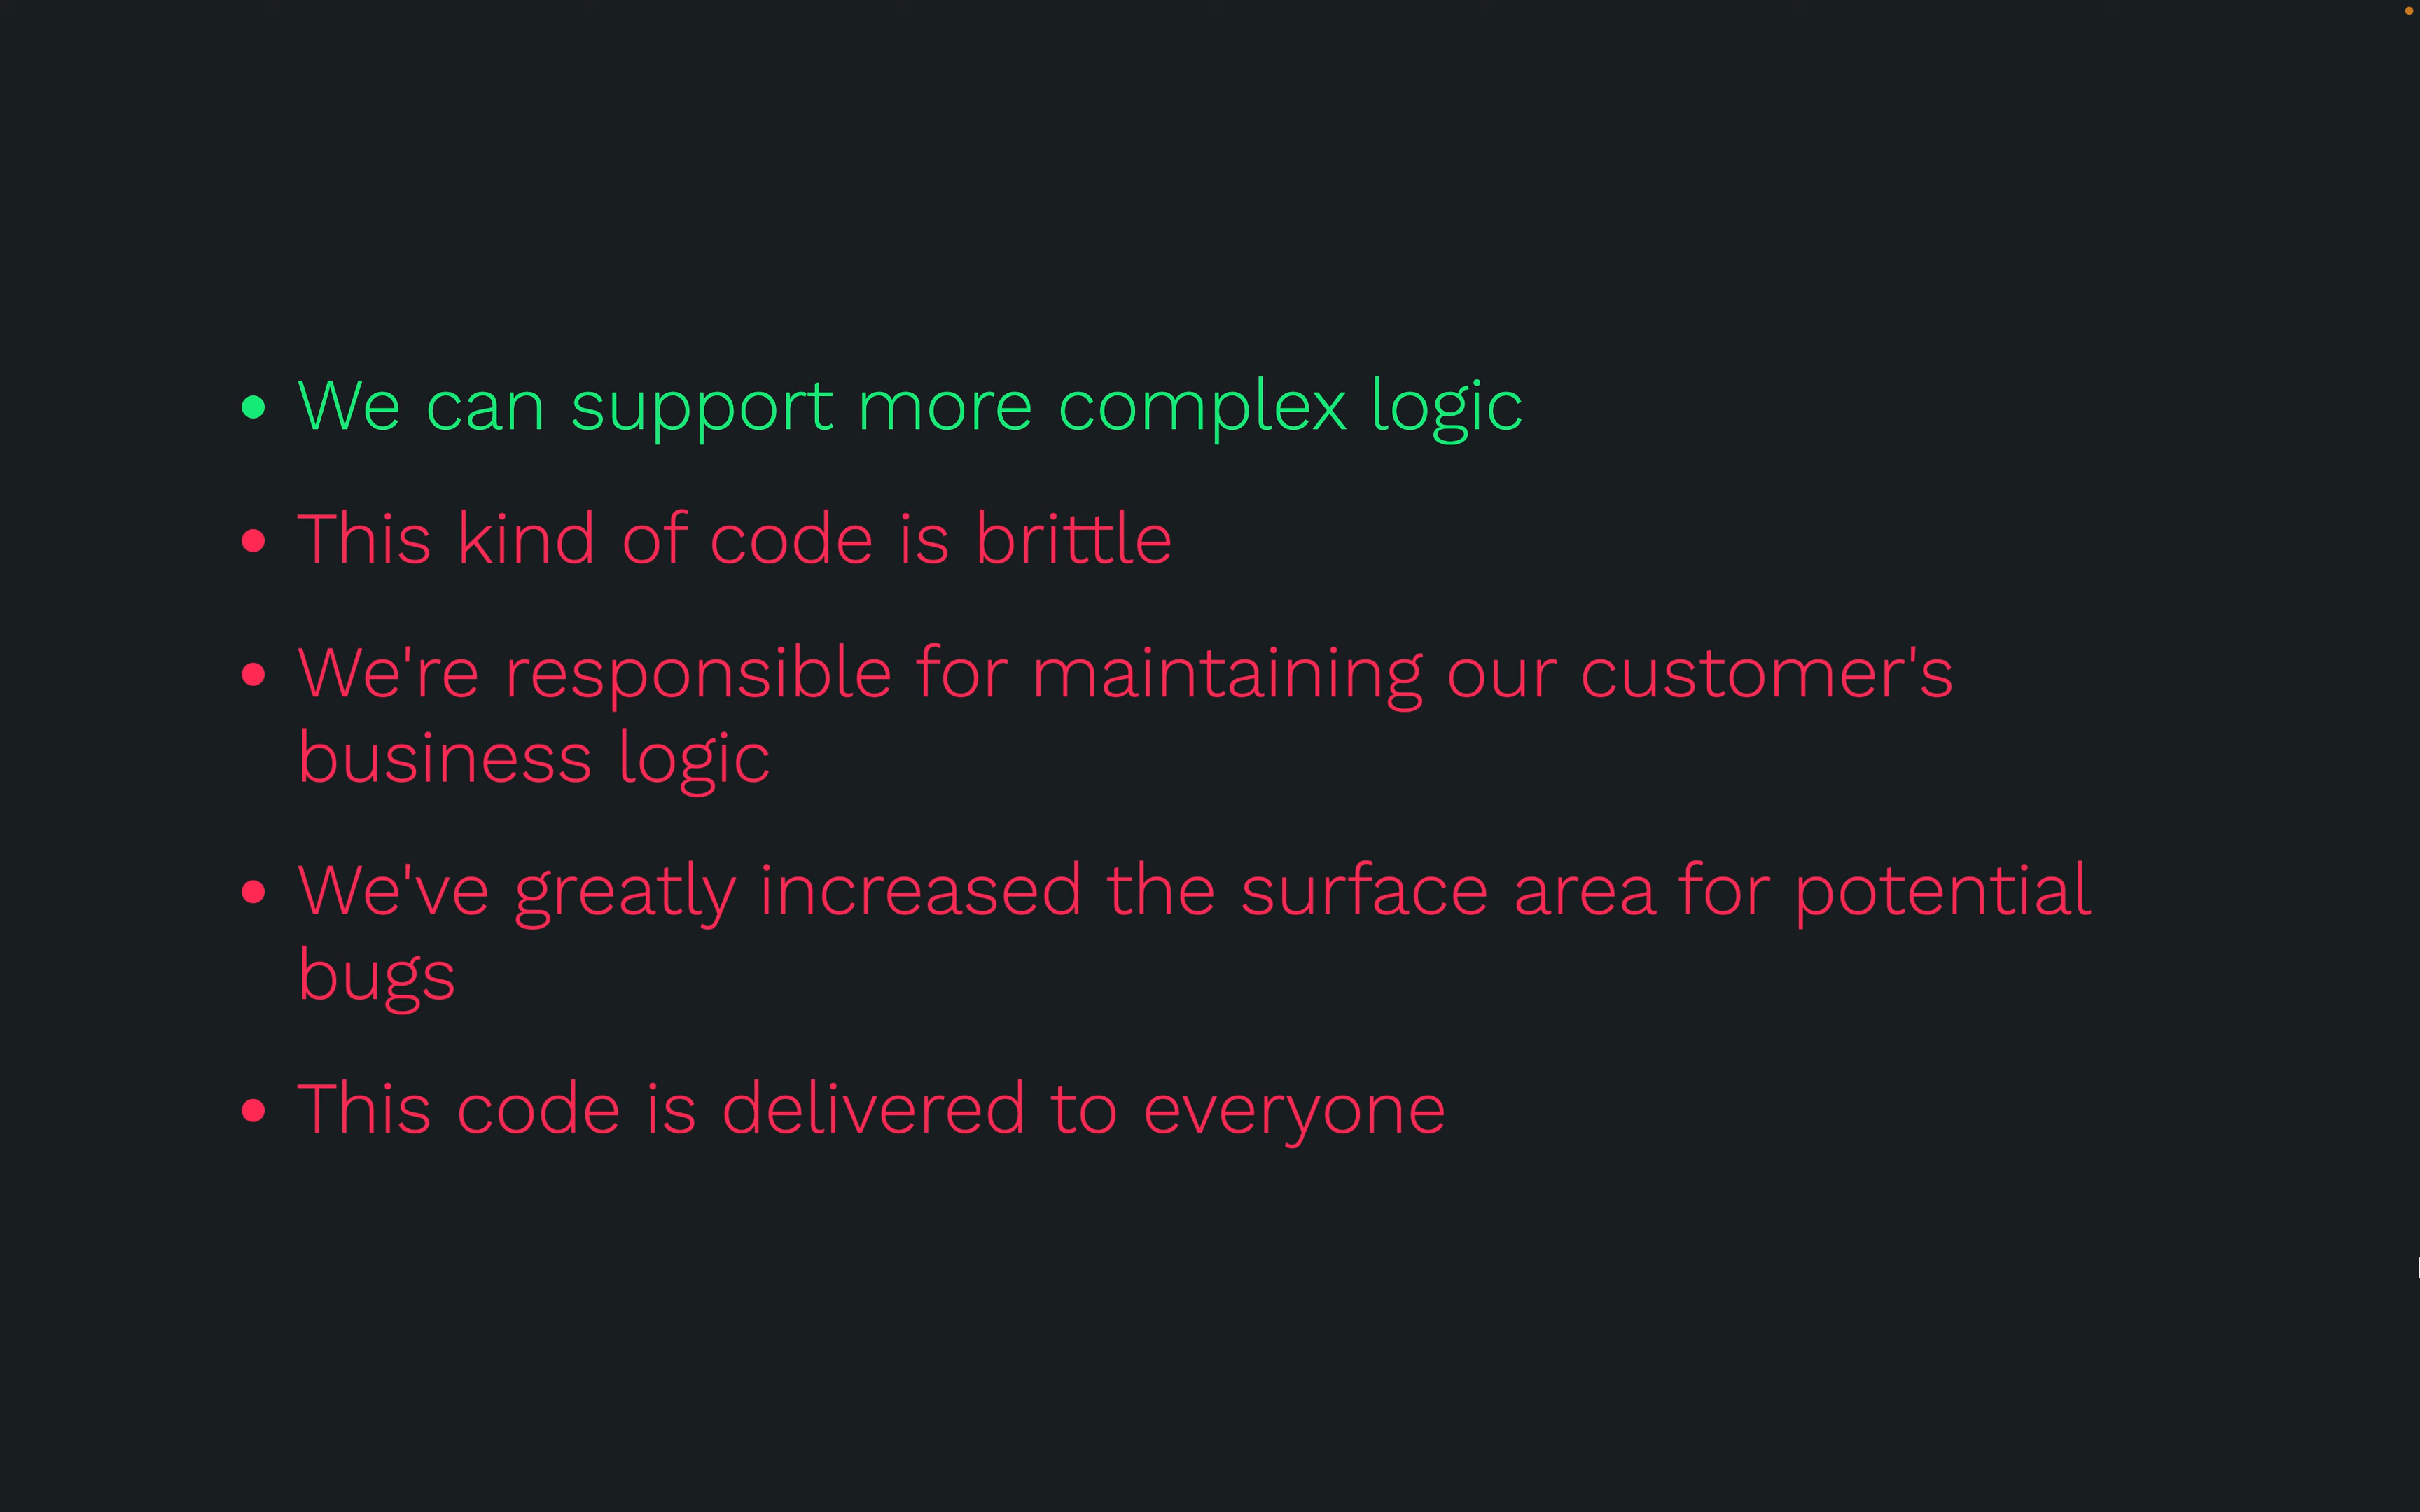 • We can support more complex logic
• This kind of code is brittle
• We're responsible for maintaining our customer's
business logic
• We've greatly increased the surface area for potential
bugs
• This code is delivered to everyone